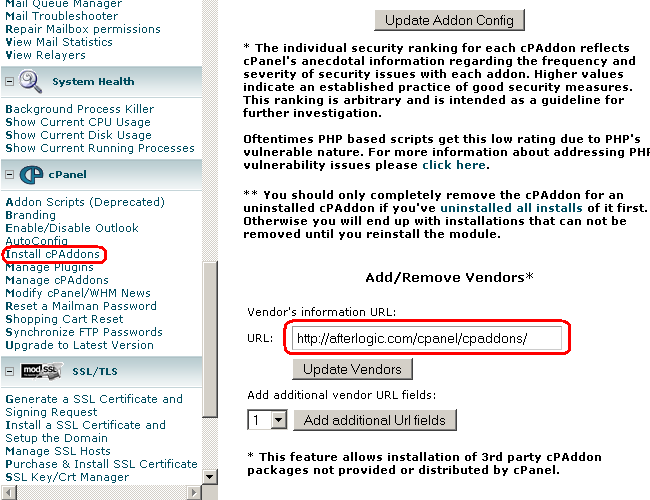 Mail Queue Manager
Mail Troubleshooter
Repair Mailbox permissions
View Mail Statistics
View Relayers
System Health
Background Process Killer
Show Current CPU Usage
Show Current Disk Usage
Show Current Running Processes
cPanel
Addon Scripts (Deprecated)
Branding
Enable/Disable Outlook
AutoConfig
Install cPAddons
Manage Plugins
Manage cPAddons
Modify cPanel/WHM News
Reset a Mailman Password
Shopping Cart Reset
Synchronize FTP Passwords
Upgrade to Latest Version
mod SSL SSL/TLS
Generate a SSL Certificate and
Signing Request
Install a SSL Certificate and
Setup the Domain
Manage SSL Hosts
Purchase & Install SSL Certificate
SSL Key/Crt Manager
Update Addon Config
* The individual security ranking for each cPAddon reflects
cPanel's anecdotal information regarding the frequency and
severity of security issues with each addon. Higher values
indicate an established practice of good security measures.
This ranking is arbitrary and is intended as a guideline for
further investigation.
Oftentimes PHP based scripts get this low rating due to PHP's
vulnerable nature. For more information about addressing PHP
vulnerability issues please click here.
** You should only completely remove the cPAddon for an
uninstalled cPAddon if you've uninstalled all installs of it first.
Otherwise you will end up with installations that can not be
removed until you reinstall the module.
Add/Remove Vendors*
Vendor's information URL:
URL: http://afterlogic.com/cpanel/cpaddons/
Update Vendors
Add additional vendor URL fields:
1 Add additional Url fields
* This feature allows installation of 3rd party cPAddon
packages not provided or distributed by cPanel.